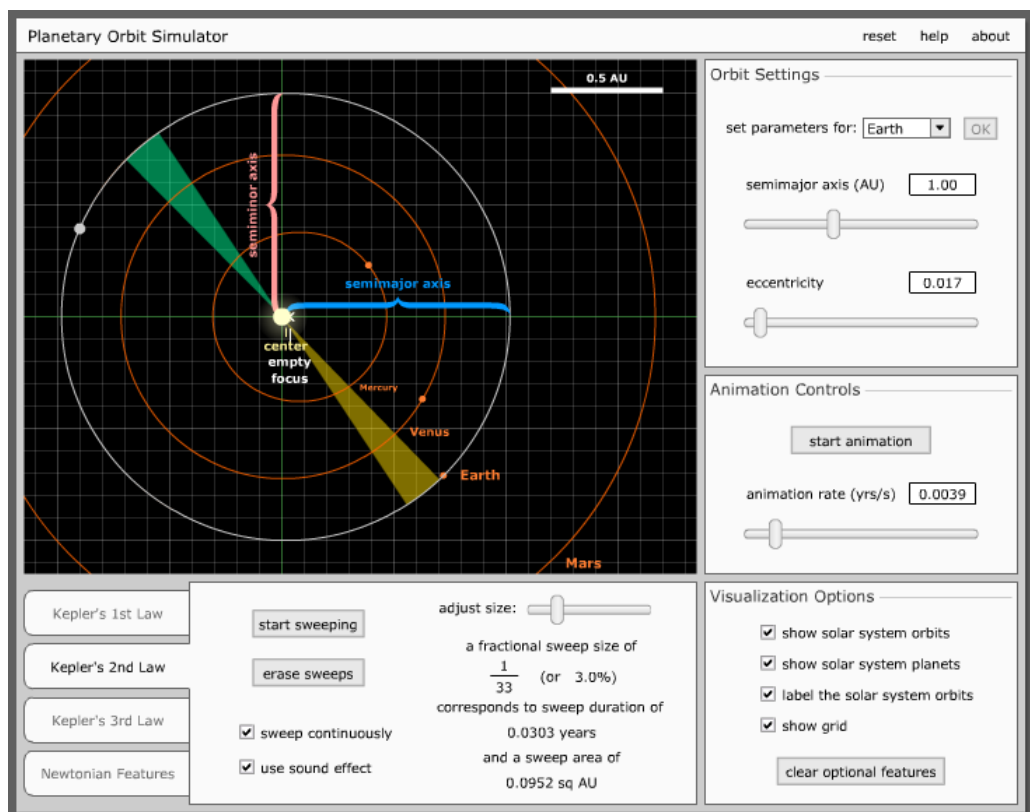 Planetary Orbit Simulator
reset help about
0.5 AU
semiminor axis
semimajor axis
center
empty
focus
Mercury
Venus
Earth
Mars
Orbit Settings
set parameters for: Earth OK
semimajor axis (AU) 1.00
eccentricity 0.017
Animation Controls
start animation
animation rate (yrs/s) 0.0039
Kepler's 1st Law
Kepler's 2nd Law
Kepler's 3rd Law
Newtonian Features
start sweeping
erase sweeps
sweep continuously
use sound effect
adjust size:
a fractional sweep size of
1
33
(or 3.0%)
corresponds to sweep duration of
0.0303 years
and a sweep area of
0.0952 sq AU
Visualization Options
show solar system orbits
show solar system planets
label the solar system orbits
show grid
clear optional features